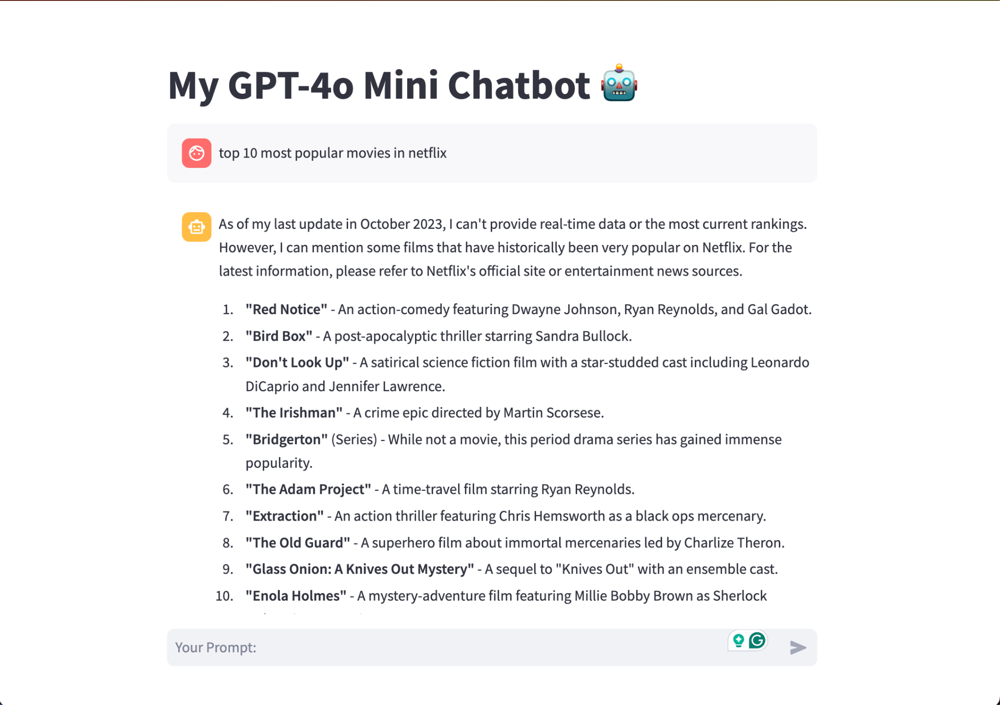 My GPT-4o Mini Chatbot 🤖
top 10 most popular movies in netflix
As of my last update in October 2023, I can't provide real-time data or the most current rankings.
However, I can mention some films that have historically been very popular on Netflix. For the
latest information, please refer to Netflix's official site or entertainment news sources.
1. "Red Notice" - An action-comedy featuring Dwayne Johnson, Ryan Reynolds, and Gal Gadot.
2. "Bird Box" - A post-apocalyptic thriller starring Sandra Bullock.
3. "Don't Look Up" - A satirical science fiction film with a star-studded cast including Leonardo
DiCaprio and Jennifer Lawrence.
4. "The Irishman" - A crime epic directed by Martin Scorsese.
5. "Bridgerton" (Series) - While not a movie, this period drama series has gained immense
popularity.
6. "The Adam Project" - A time-travel film starring Ryan Reynolds.
7. "Extraction" - An action thriller featuring Chris Hemsworth as a black ops mercenary.
8. "The Old Guard" - A superhero film about immortal mercenaries led by Charlize Theron.
9. "Glass Onion: A Knives Out Mystery" - A sequel to "Knives Out" with an ensemble cast.
10. "Enola Holmes" - A mystery-adventure film featuring Millie Bobby Brown as Sherlock
Your Prompt: